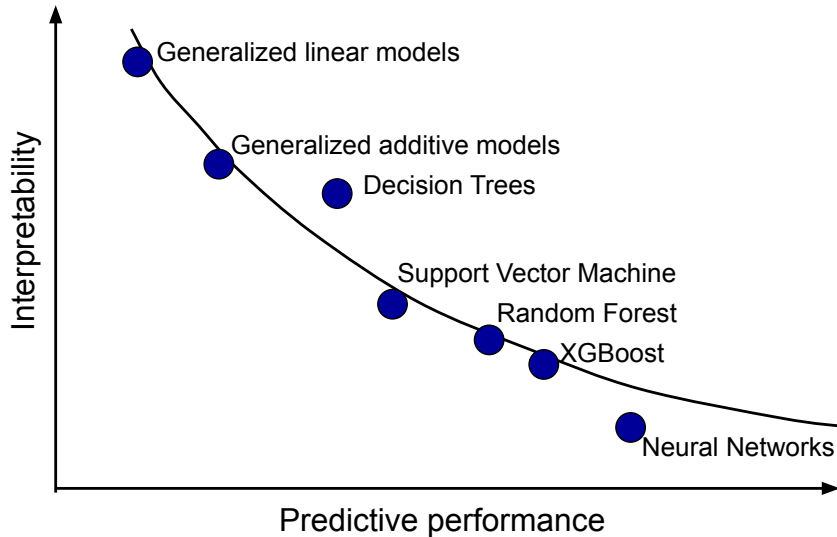 Generalized linear models
Generalized additive models
Decision Trees
Support Vector Machine
Random Forest
XGBoost
Neural Networks
Interpretability
Predictive performance